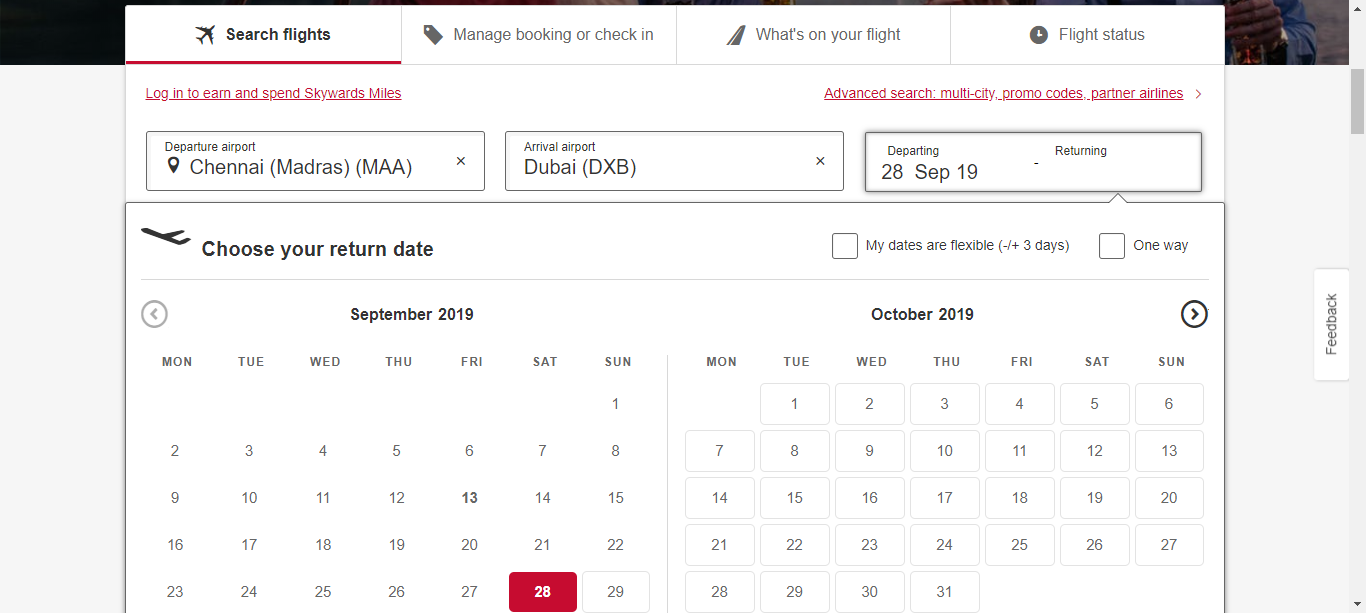 Search flights
Manage booking or check in
What's on your flight
Flight status
Log in to earn and spend Skywards Miles
Advanced search: multi-city, promo codes, partner airlines
Departure airport
Chennai (Madras) (MAA)
Arrival airport
Dubai (DXB)
Departing
28 Sep 19
-
Returning
Choose your return date
My dates are flexible (-/+ 3 days)
One way
September 2019
MON TUE WED THU FRI SAT SUN
1
2 3 4 5 6 7 8
9 10 11 12 13 14 15
16 17 18 19 20 21 22
23 24 25 26 27 28 29
October 2019
MON TUE WED THU FRI SAT SUN
1 2 3 4 5 6
7 8 9 10 11 12 13
14 15 16 17 18 19 20
21 22 23 24 25 26 27
28 29 30 31
Feedback